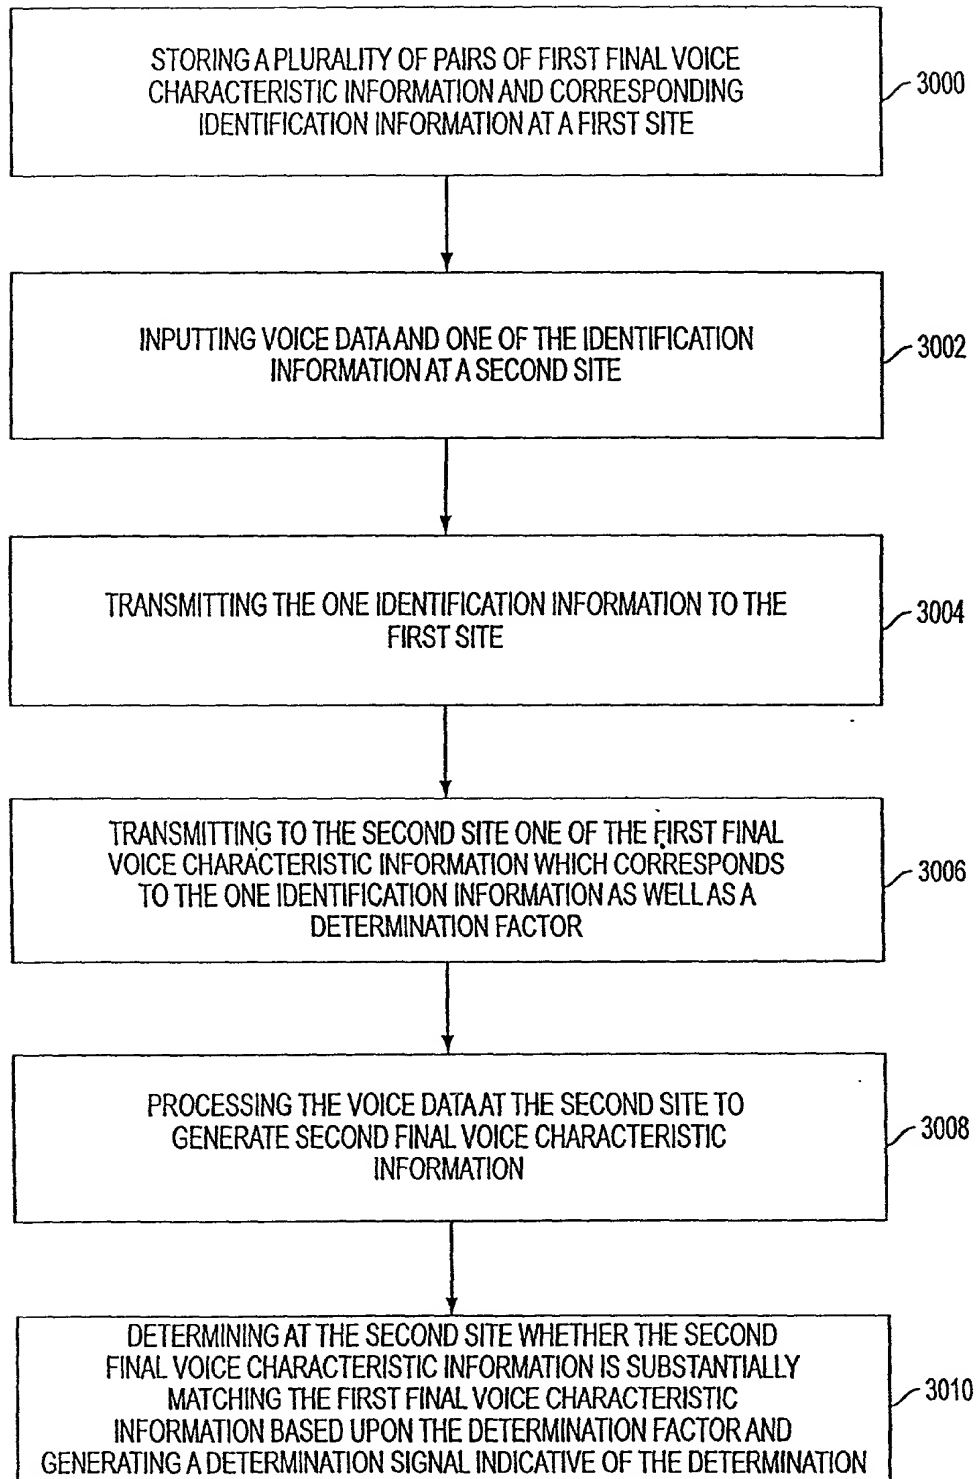 STORING A PLURALITY OF PAIRS OF FIRST FINAL VOICE
CHARACTERISTIC INFORMATION AND CORRESPONDING
IDENTIFICATION INFORMATION AT A FIRST SITE
3000
INPUTTING VOICE DATA AND ONE OF THE IDENTIFICATION
INFORMATION AT A SECOND SITE
3002
TRANSMITTING THE ONE IDENTIFICATION INFORMATION TO THE
FIRST SITE
3004
TRANSMITTING TO THE SECOND SITE ONE OF THE FIRST FINAL
VOICE CHARACTERISTIC INFORMATION WHICH CORRESPONDS
TO THE ONE IDENTIFICATION INFORMATION AS WELL AS A
DETERMINATION FACTOR
3006
PROCESSING THE VOICE DATA AT THE SECOND SITE TO
GENERATE SECOND FINAL VOICE CHARACTERISTIC
INFORMATION
3008
DETERMINING AT THE SECOND SITE WHETHER THE SECOND
FINAL VOICE CHARACTERISTIC INFORMATION IS SUBSTANTIALLY
MATCHING THE FIRST FINAL VOICE CHARACTERISTIC
INFORMATION BASED UPON THE DETERMINATION FACTOR AND
GENERATING A DETERMINATION SIGNAL INDICATIVE OF THE DETERMINATION
3010